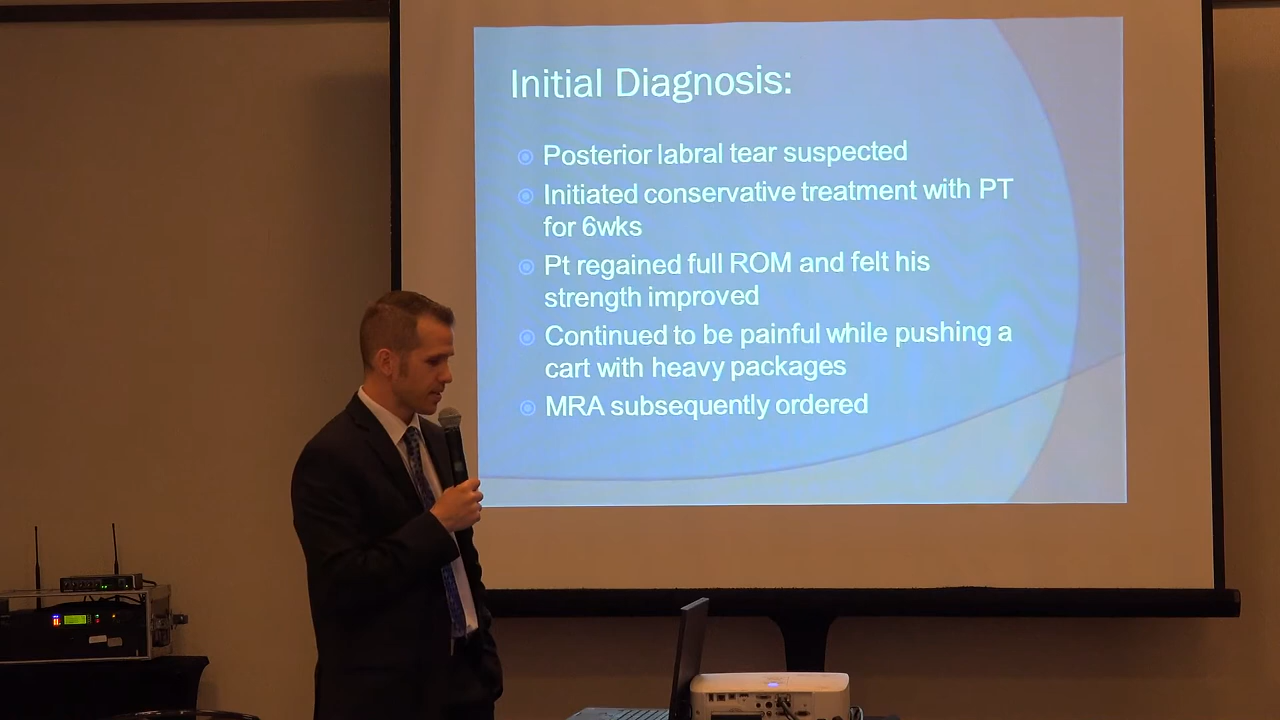 Initial Diagnosis:
Posterior labral tear suspected
Initiated conservative treatment with PT
for 6wks
Pt regained full ROM and felt his
strength improved
Continued to be painful while pushing a
cart with heavy packages
MRA subsequently ordered